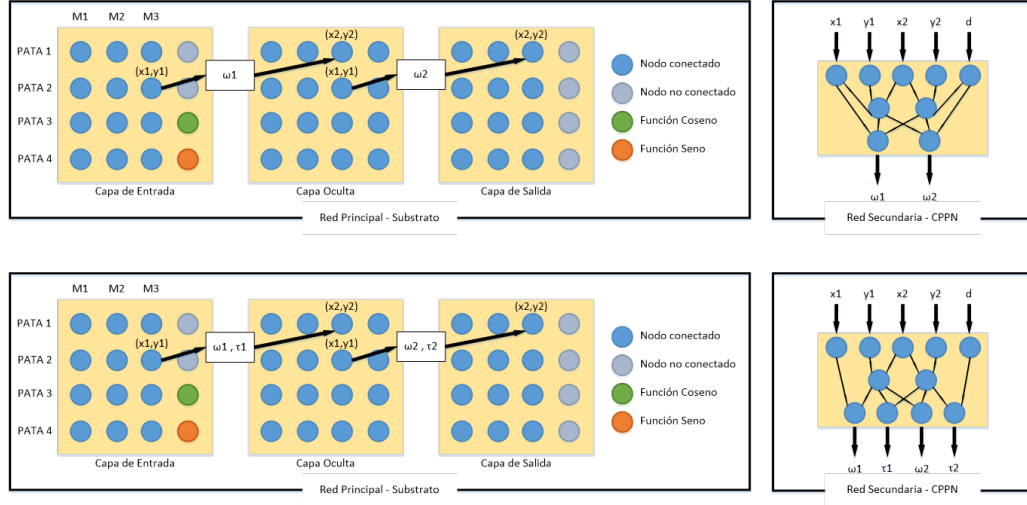 M1 M2 M3
PATA 1
PATA 2
PATA 3
PATA 4
(x1,y1)
ω1
(x2,y2)
(x1,y1)
ω2
(x2,y2)
Nodo conectado
Nodo no conectado
Función Coseno
Función Seno
Capa de Entrada
Capa Oculta
Capa de Salida
Red Principal - Substrato
x1 y1 x2 y2 d
ω1 ω2
Red Secundaria - CPPN
M1 M2 M3
PATA 1
PATA 2
PATA 3
PATA 4
(x1,y1)
ω1 , τ1
(x2,y2)
(x1,y1)
ω2 , τ2
(x2,y2)
Nodo conectado
Nodo no conectado
Función Coseno
Función Seno
Capa de Entrada
Capa Oculta
Capa de Salida
Red Principal - Substrato
x1 y1 x2 y2 d
ω1 τ1 ω2 τ2
Red Secundaria - CPPN